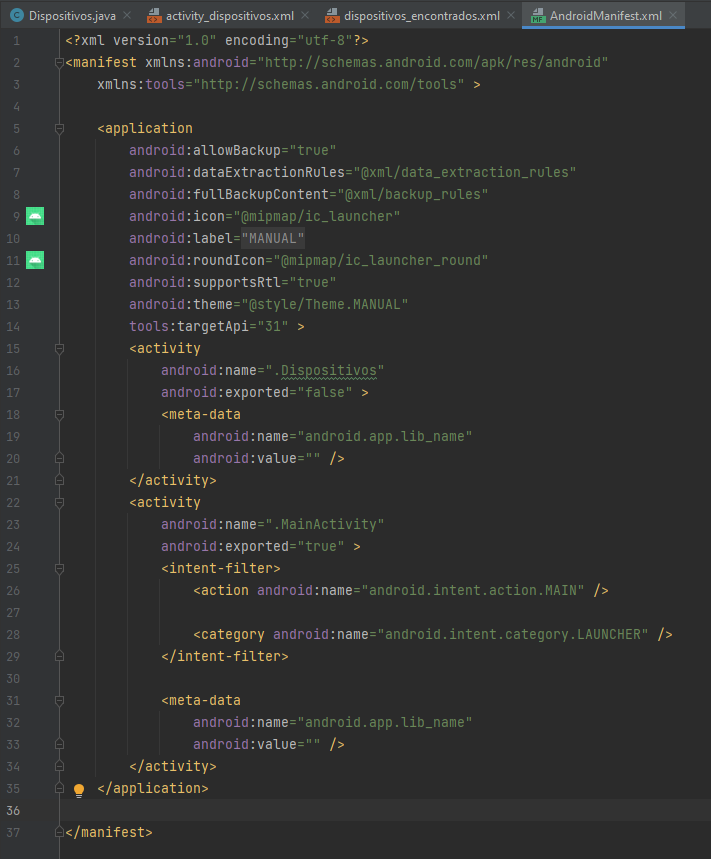 Dispositivos.java activity_dispositivos.xml dispositivos_encontrados.xml AndroidManifest.xml
1 <?xml version="1.0" encoding="utf-8"?>
2 <manifest xmlns:android="http://schemas.android.com/apk/res/android"
3 xmlns:tools="http://schemas.android.com/tools" >
4
5 <application
6 android:allowBackup="true"
7 android:dataExtractionRules="@xml/data_extraction_rules"
8 android:fullBackupContent="@xml/backup_rules"
9 android:icon="@mipmap/ic_launcher"
10 android:label="MANUAL"
11 android:roundIcon="@mipmap/ic_launcher_round"
12 android:supportsRtl="true"
13 android:theme="@style/Theme.MANUAL"
14 tools:targetApi="31" >
15 <activity
16 android:name=".Dispositivos"
17 android:exported="false" >
18 <meta-data
19 android:name="android.app.lib_name"
20 android:value="" />
21 </activity>
22 <activity
23 android:name=".MainActivity"
24 android:exported="true" >
25 <intent-filter>
26 <action android:name="android.intent.action.MAIN" />
27
28 <category android:name="android.intent.category.LAUNCHER" />
29 </intent-filter>
30
31 <meta-data
32 android:name="android.app.lib_name"
33 android:value="" />
34 </activity>
35 </application>
36
37 </manifest>